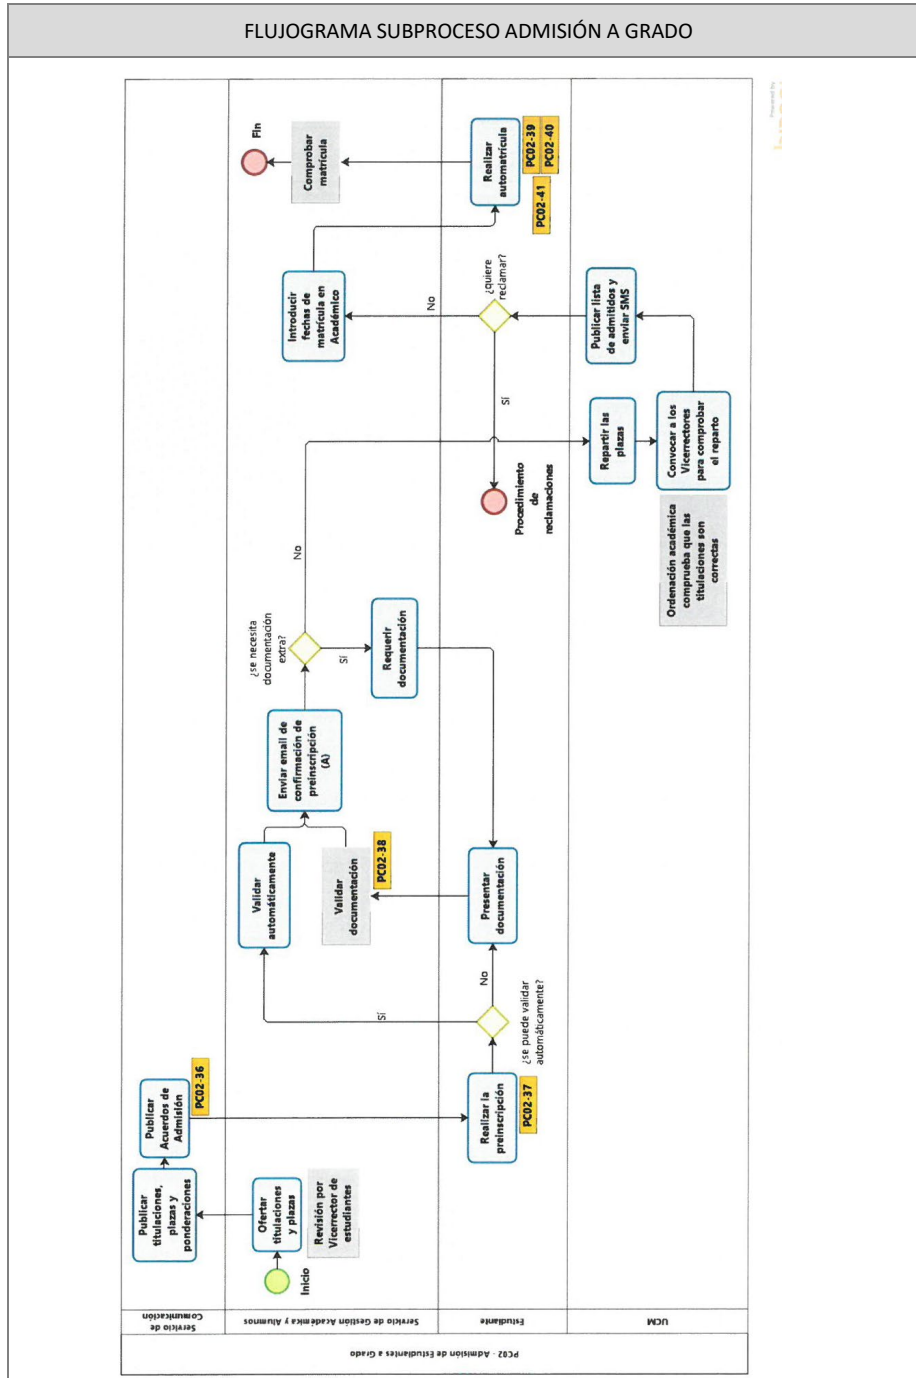 FLUJOGRAMA SUBPROCESO ADMISIÓN A GRADO
PC02 - Admisión de Estudiantes a Grado
Servicio de
Comunicación
Servicio de Gestión Académica y Alumnos
Estudiante
UCM
Inicio
Ofertar
titulaciones
y plazas
Revisión por
Vicerrector de
estudiantes
Publicar
titulaciones,
plazas y
ponderaciones
Publicar
Acuerdos de
Admisión
PC02-36
Realizar la
preinscripción
PC02-37
¿se puede validar
automáticamente?
Sí
No
Validar
automáticamente
Presentar
documentación
Validar
documentación
PC02-38
Enviar email de
confirmación de
preinscripción
(A)
¿se necesita
documentación
extra?
Sí
No
Requerir
documentación
Repartir las
plazas
Convocar a los
Vicerrectores
para comprobar
el reparto
Ordenación académica
comprueba que las
titulaciones son
correctas
Publicar lista
de admitidos y
enviar SMS
¿quiere
reclamar?
Sí
No
Procedimiento
de
reclamaciones
Introducir
fechas de
matrícula en
Académico
Realizar
automatrícula
PC02-39
PC02-40
PC02-41
Comprobar
matrícula
Fin
Powered by